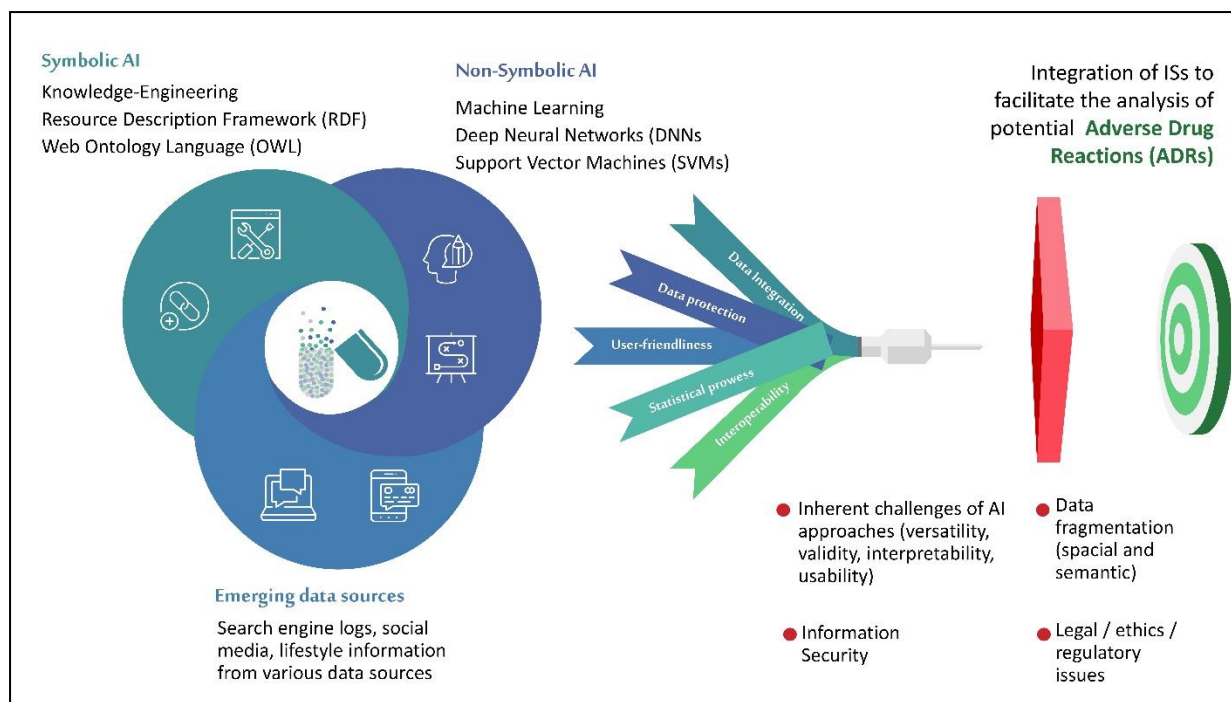 Symbolic AI
Knowledge-Engineering
Resource Description Framework (RDF)
Web Ontology Language (OWL)
Non-Symbolic AI
Machine Learning
Deep Neural Networks (DNNs
Support Vector Machines (SVMs)
Integration of ISs to
facilitate the analysis of
potential Adverse Drug
Reactions (ADRs)
Data Integration
Data protection
User-friendliness
Statistical prowess
Interoperability
Emerging data sources
Search engine logs, social
media, lifestyle information
from various data sources
Inherent challenges of AI
approaches (versatility,
validity, interpretability,
usability)
Data
fragmentation
(spacial and
semantic)
Information
Security
Legal / ethics /
regulatory
issues